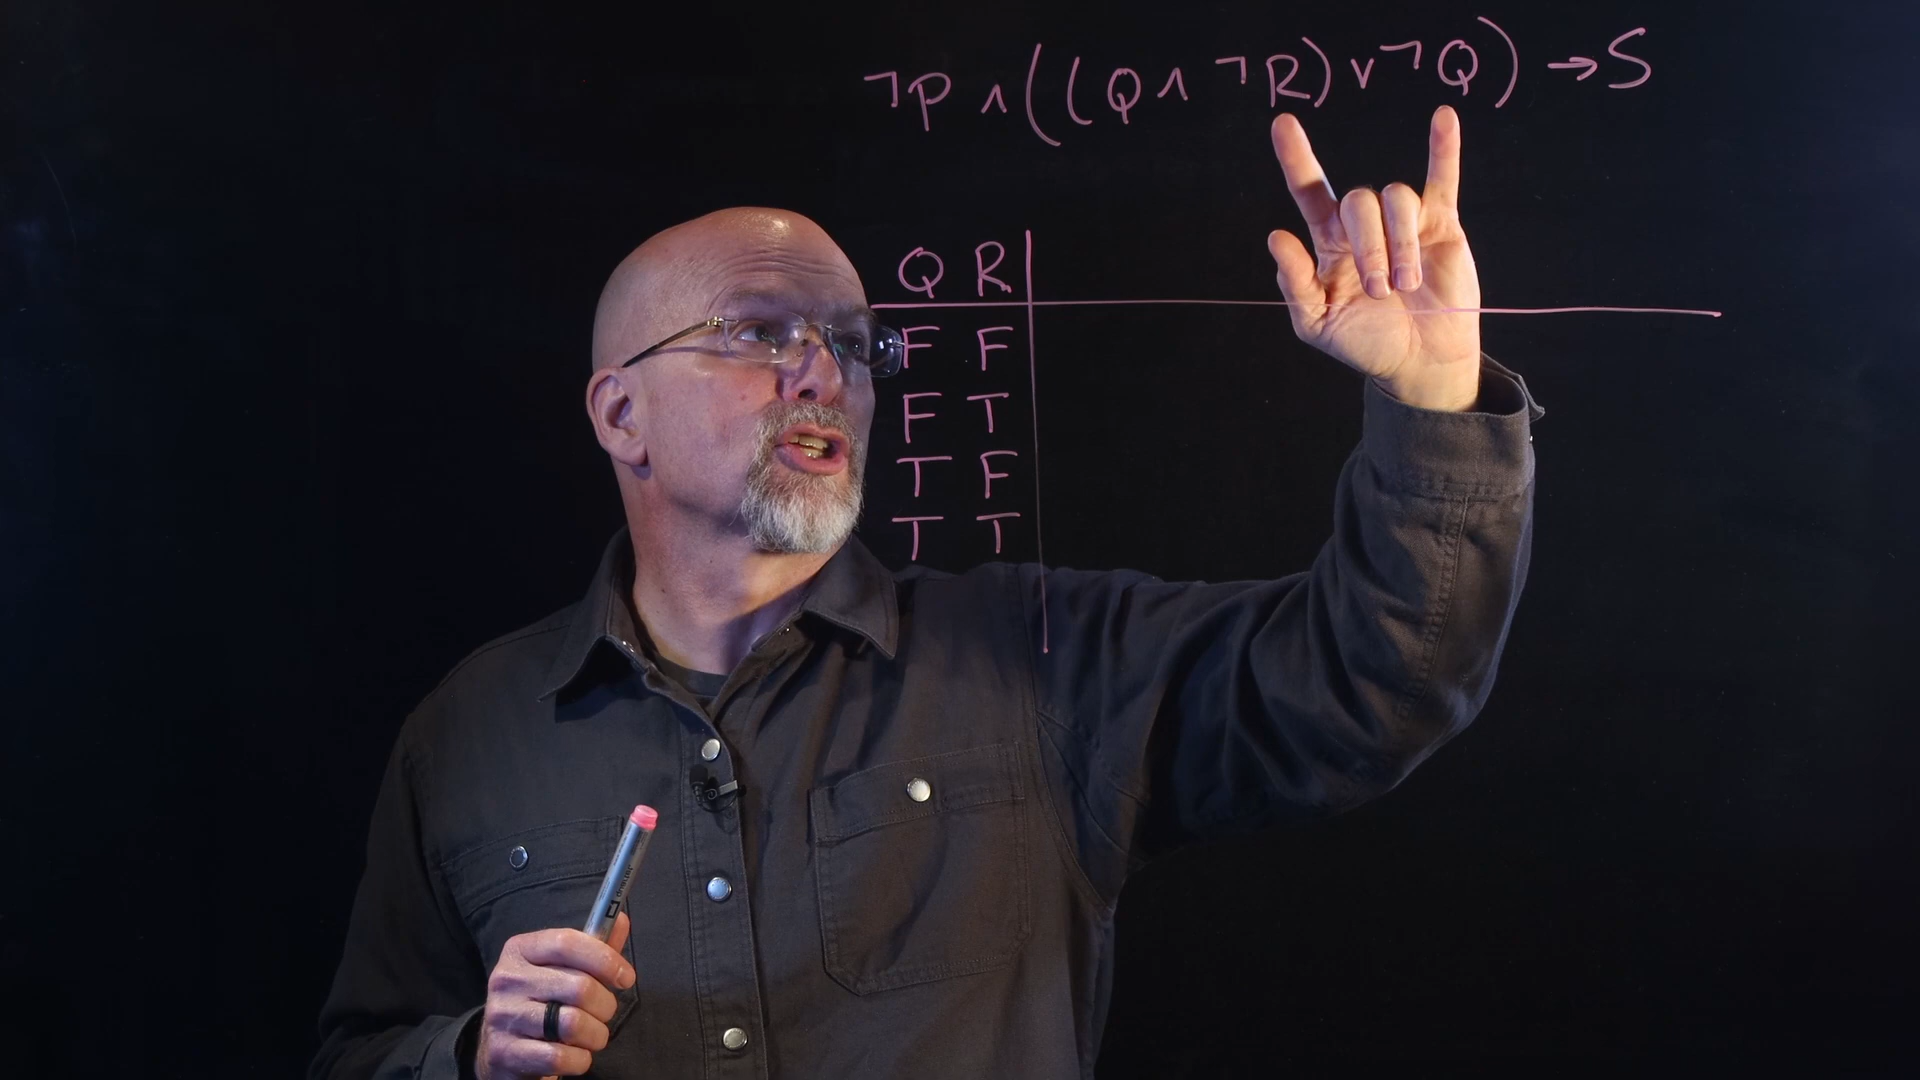 ¬P ∧ ((Q ∧ ¬R) ∨ ¬Q) → S
Q R
F F
F T
T F
T T